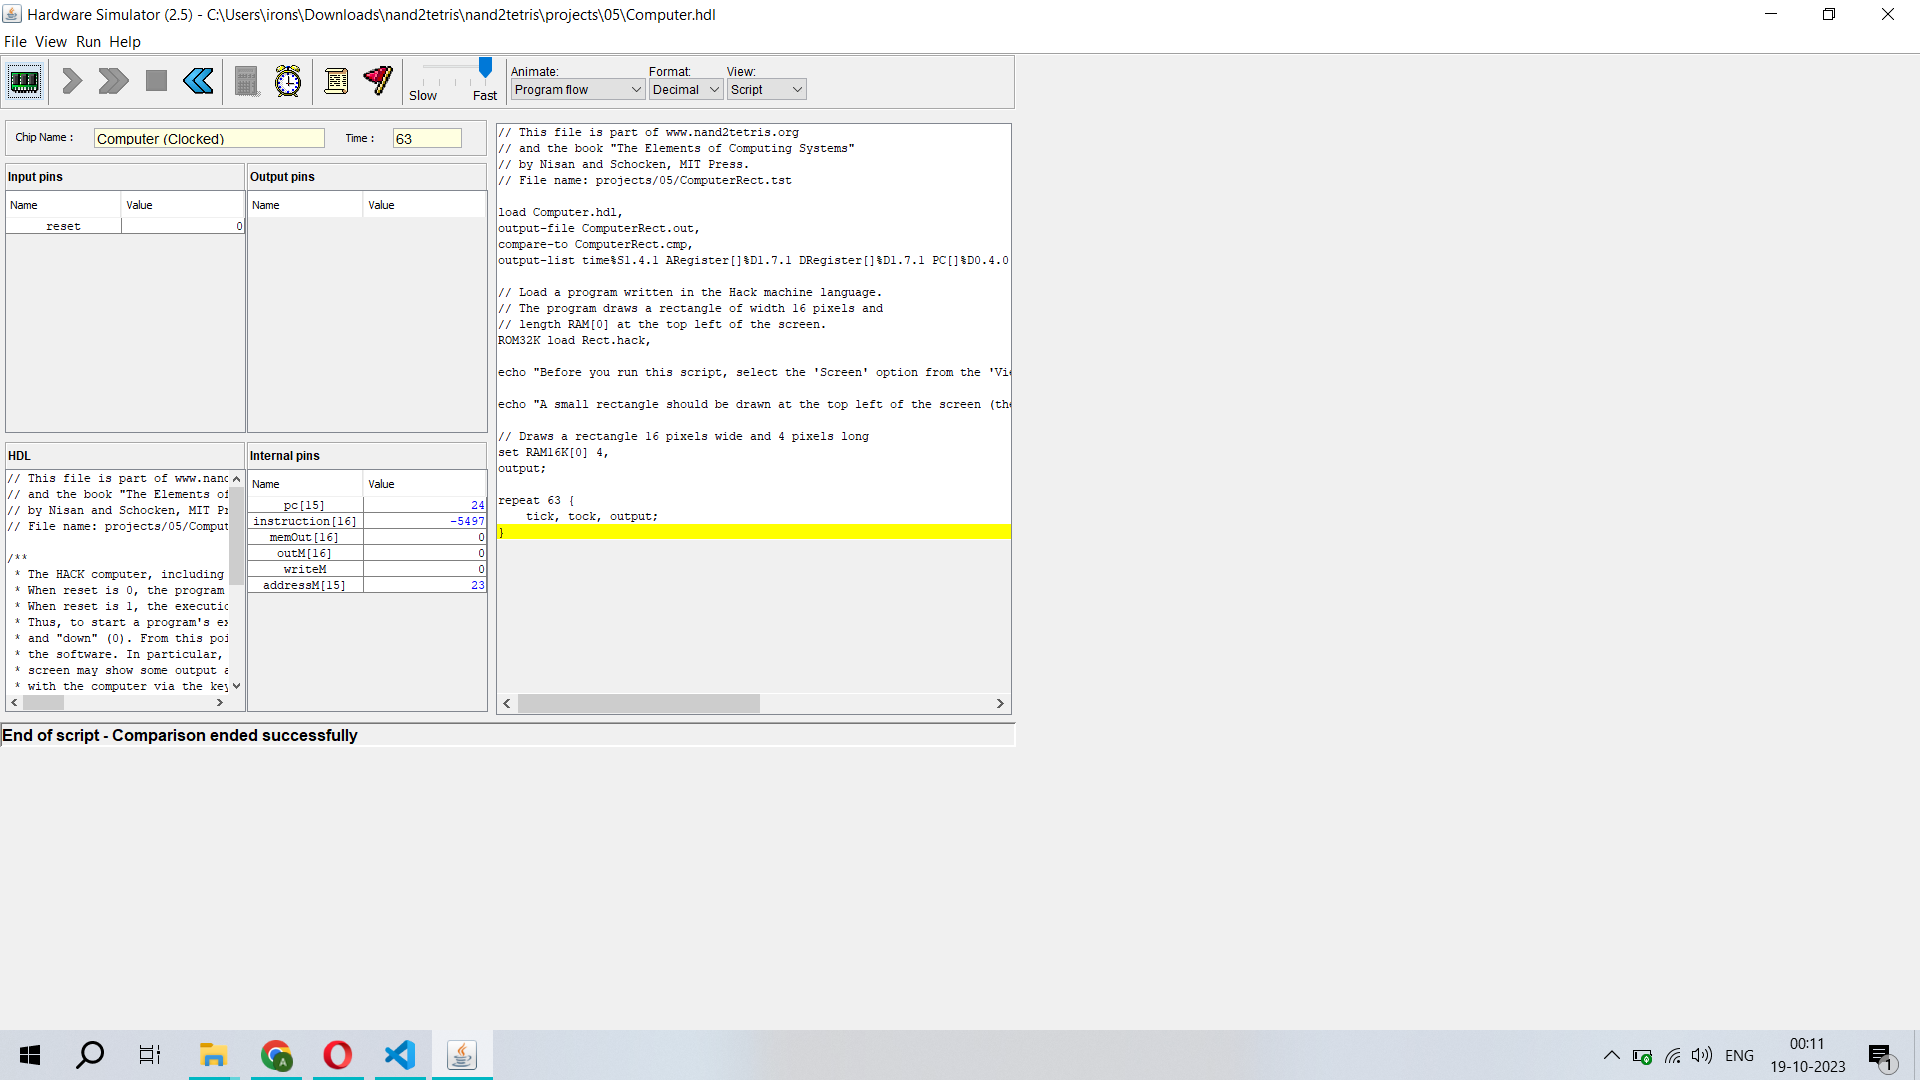 Hardware Simulator (2.5) - C:\Users\irons\Downloads\nand2tetris\nand2tetris\projects\05\Computer.hdl
File View Run Help
Slow Fast
Animate: Format: View:
Program flow Decimal Script
Chip Name : Computer (Clocked) Time : 63
Input pins
Name Value
reset 0
Output pins
Name Value
HDL
// This file is part of www.nand
// and the book "The Elements of
// by Nisan and Schocken, MIT Pr
// File name: projects/05/Comput
/**
* The HACK computer, including
* When reset is 0, the program
* When reset is 1, the executio
* Thus, to start a program's ex
* and "down" (0). From this poi
* the software. In particular,
* screen may show some output a
* with the computer via the key
Internal pins
Name Value
pc[15] 24
instruction[16] -5497
memOut[16] 0
outM[16] 0
writeM 0
addressM[15] 23
// This file is part of www.nand2tetris.org
// and the book "The Elements of Computing Systems"
// by Nisan and Schocken, MIT Press.
// File name: projects/05/ComputerRect.tst
load Computer.hdl,
output-file ComputerRect.out,
compare-to ComputerRect.cmp,
output-list time%S1.4.1 ARegister[]%D1.7.1 DRegister[]%D1.7.1 PC[]%D0.4.0
// Load a program written in the Hack machine language.
// The program draws a rectangle of width 16 pixels and
// length RAM[0] at the top left of the screen.
ROM32K load Rect.hack,
echo "Before you run this script, select the 'Screen' option from the 'Vie
echo "A small rectangle should be drawn at the top left of the screen (the
// Draws a rectangle 16 pixels wide and 4 pixels long
set RAM16K[0] 4,
output;
repeat 63 {
tick, tock, output;
}
End of script - Comparison ended successfully
A
ENG
00:11
19-10-2023
1